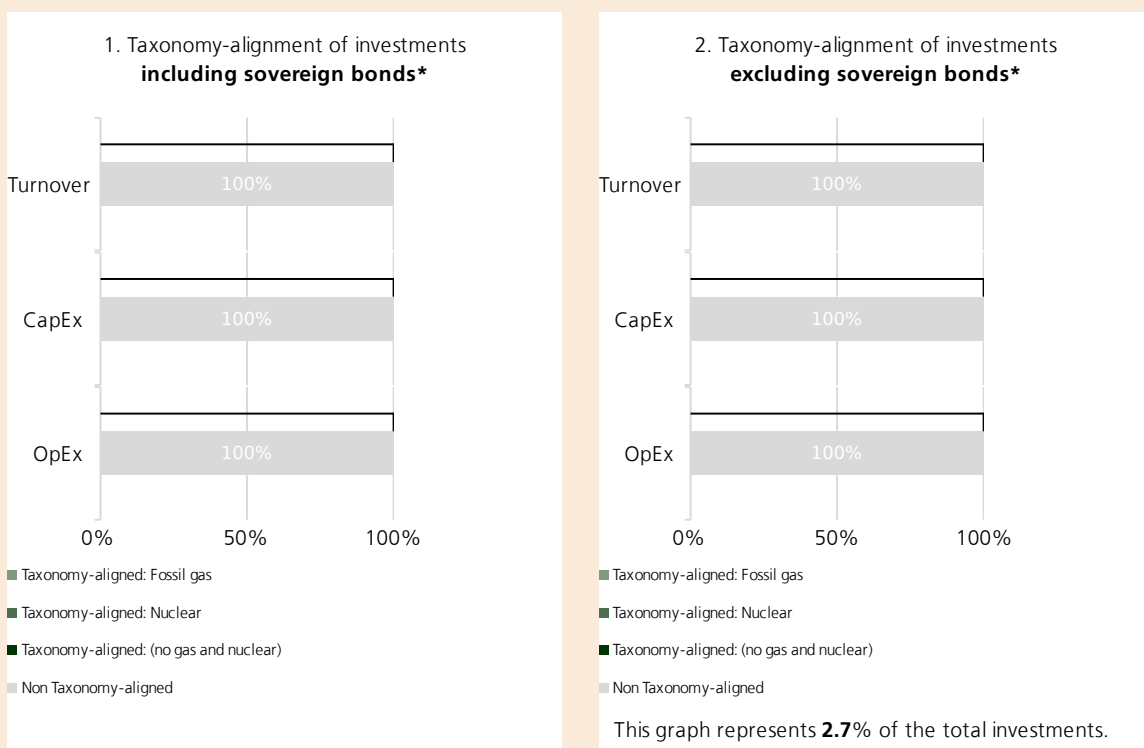 1. Taxonomy-alignment of investments
including sovereign bonds*
Turnover
100%
CapEx
100%
OpEx
100%
0% 50% 100%
Taxonomy-aligned: Fossil gas
Taxonomy-aligned: Nuclear
Taxonomy-aligned: (no gas and nuclear)
Non Taxonomy-aligned
2. Taxonomy-alignment of investments
excluding sovereign bonds*
Turnover
100%
CapEx
100%
OpEx
100%
0% 50% 100%
Taxonomy-aligned: Fossil gas
Taxonomy-aligned: Nuclear
Taxonomy-aligned: (no gas and nuclear)
Non Taxonomy-aligned
This graph represents 2.7% of the total investments.